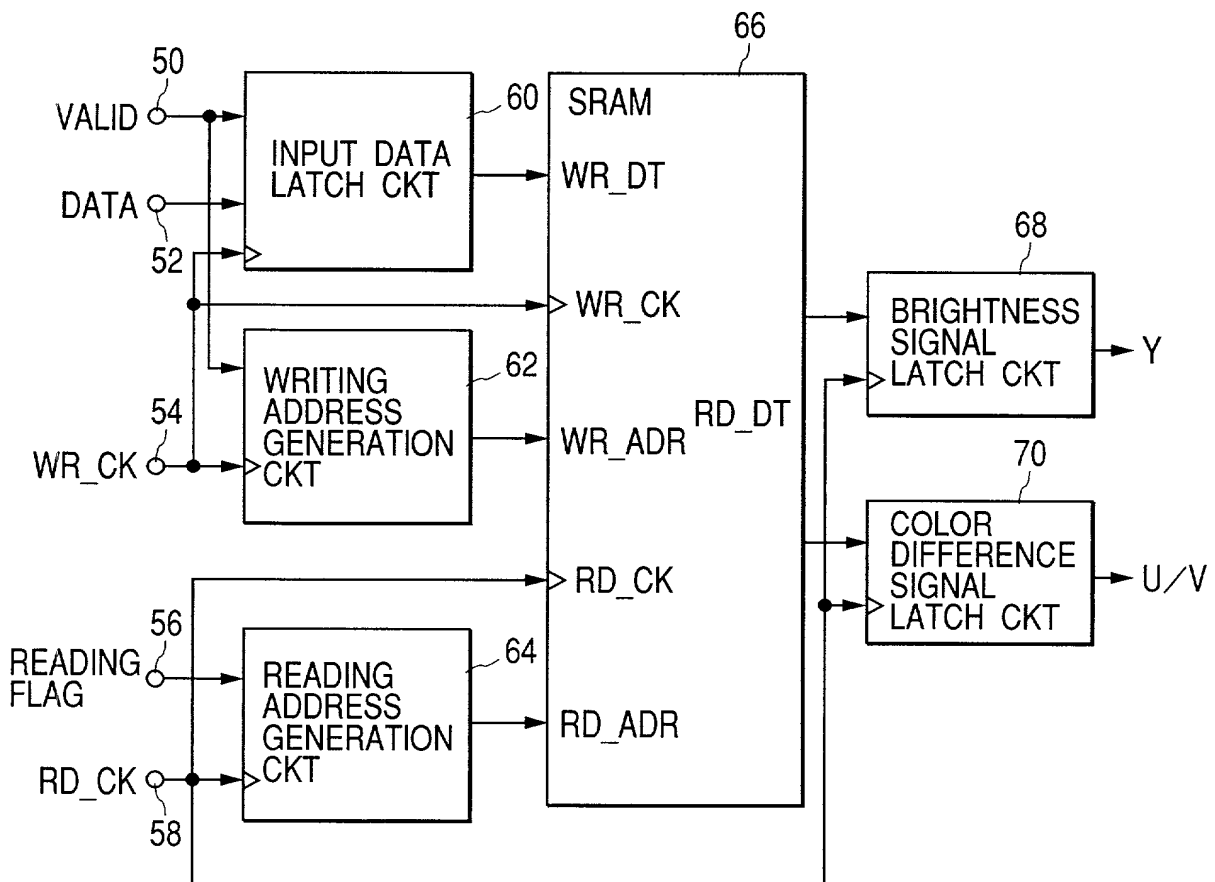 66
50
60
SRAM
VALID
INPUT DATA
LATCH CKT
WR_DT
DATA
52
68
WR_CK
BRIGHTNESS
SIGNAL
LATCH CKT
Y
62
WRITING
ADDRESS
GENERATION
CKT
54
RD_DT
WR_ADR
WR_CK
70
COLOR
DIFFERENCE
SIGNAL
LATCH CKT
U/V
RD_CK
56
64
READING
FLAG
READING
ADDRESS
GENERATION
CKT
RD_ADR
RD_CK
58